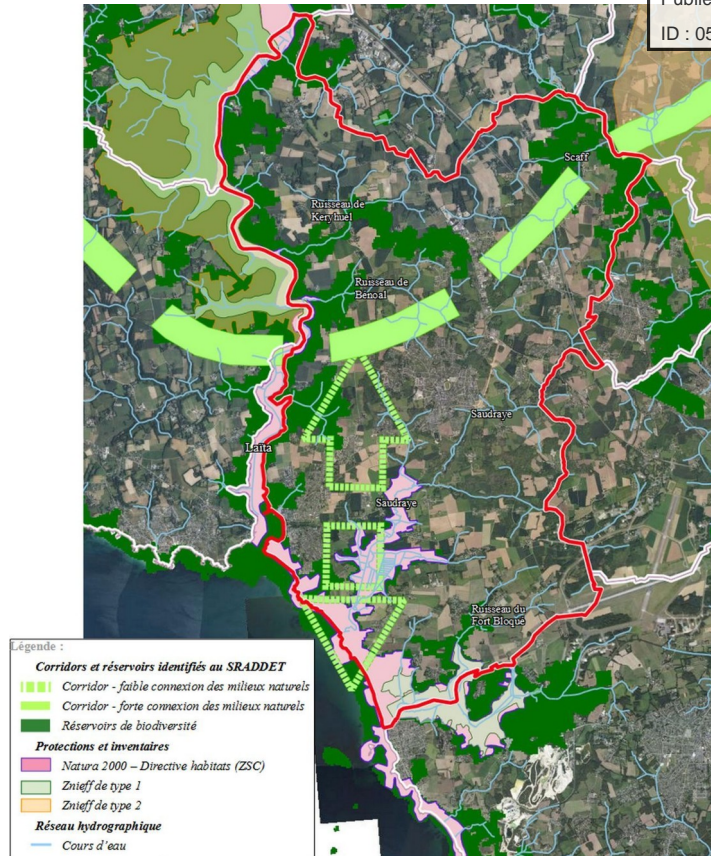 Publié
ID : 05
Scaff
Ruisseau de
Keryhuel
Ruisseau de
Bénoal
Saudraye
Laïta
Saudraye
Ruisseau du
Fort Bloqué
Légende :
Corridors et réservoirs identifiés au SRADDET
Corridor - faible connexion des milieux naturels
Corridor - forte connexion des milieux naturels
Réservoirs de biodiversité
Protections et inventaires
Natura 2000 – Directive habitats (ZSC)
Znieff de type 1
Znieff de type 2
Réseau hydrographique
Cours d'eau